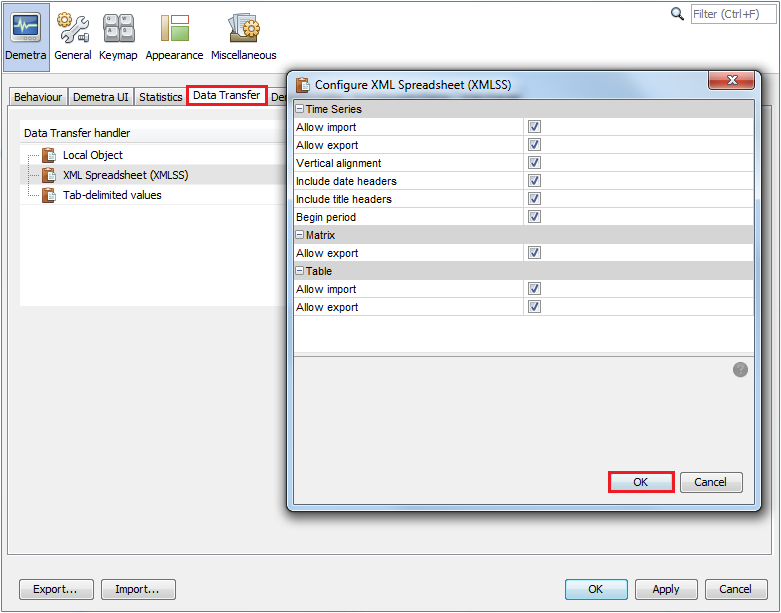 Filter (Ctrl+F)
Demetra General Keymap Appearance Miscellaneous
Behaviour Demetra UI Statistics Data Transfer
Data Transfer handler
Local Object
XML Spreadsheet (XMLSS)
Tab-delimited values
Configure XML Spreadsheet (XMLSS)
Time Series
Allow import
Allow export
Vertical alignment
Include date headers
Include title headers
Begin period
Matrix
Allow export
Table
Allow import
Allow export
?
OK Cancel
Export... Import... OK Apply Cancel